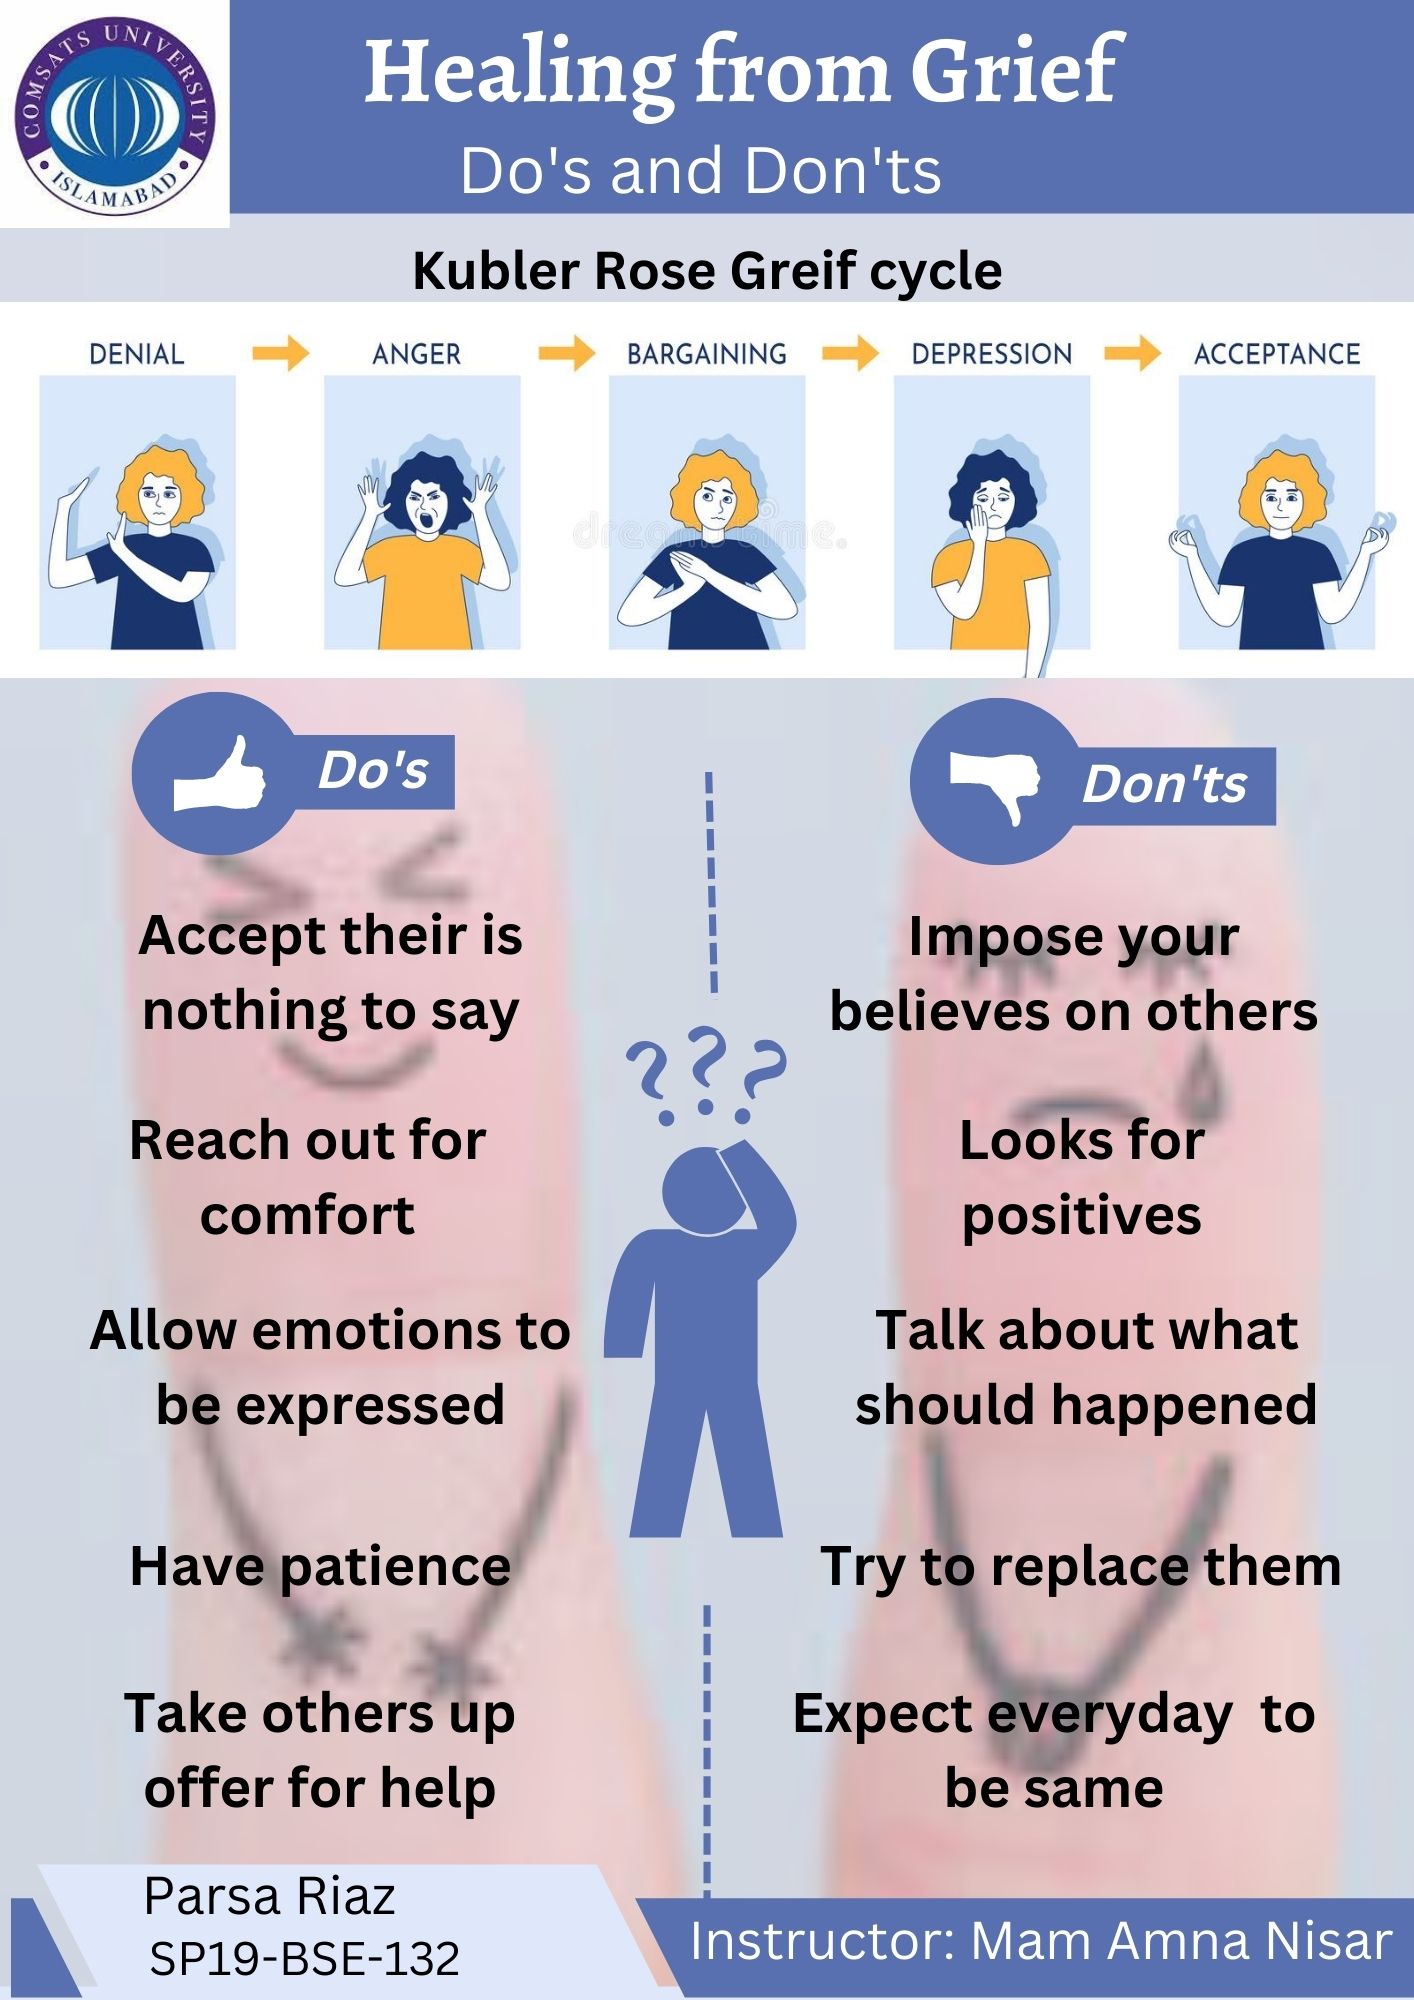 COMSATS UNIVERSITY
ISLAMABAD
Healing from Grief
Do's and Don'ts
Kubler Rose Greif cycle
DENIAL
ANGER
BARGAINING
DEPRESSION
ACCEPTANCE
dreamstime.
Do's
Accept their is
nothing to say
Reach out for
comfort
Allow emotions to
be expressed
Have patience
Take others up
offer for help
???
Don'ts
Impose your
believes on others
Looks for
positives
Talk about what
should happened
Try to replace them
Expect everyday to
be same
Parsa Riaz
SP19-BSE-132
Instructor: Mam Amna Nisar